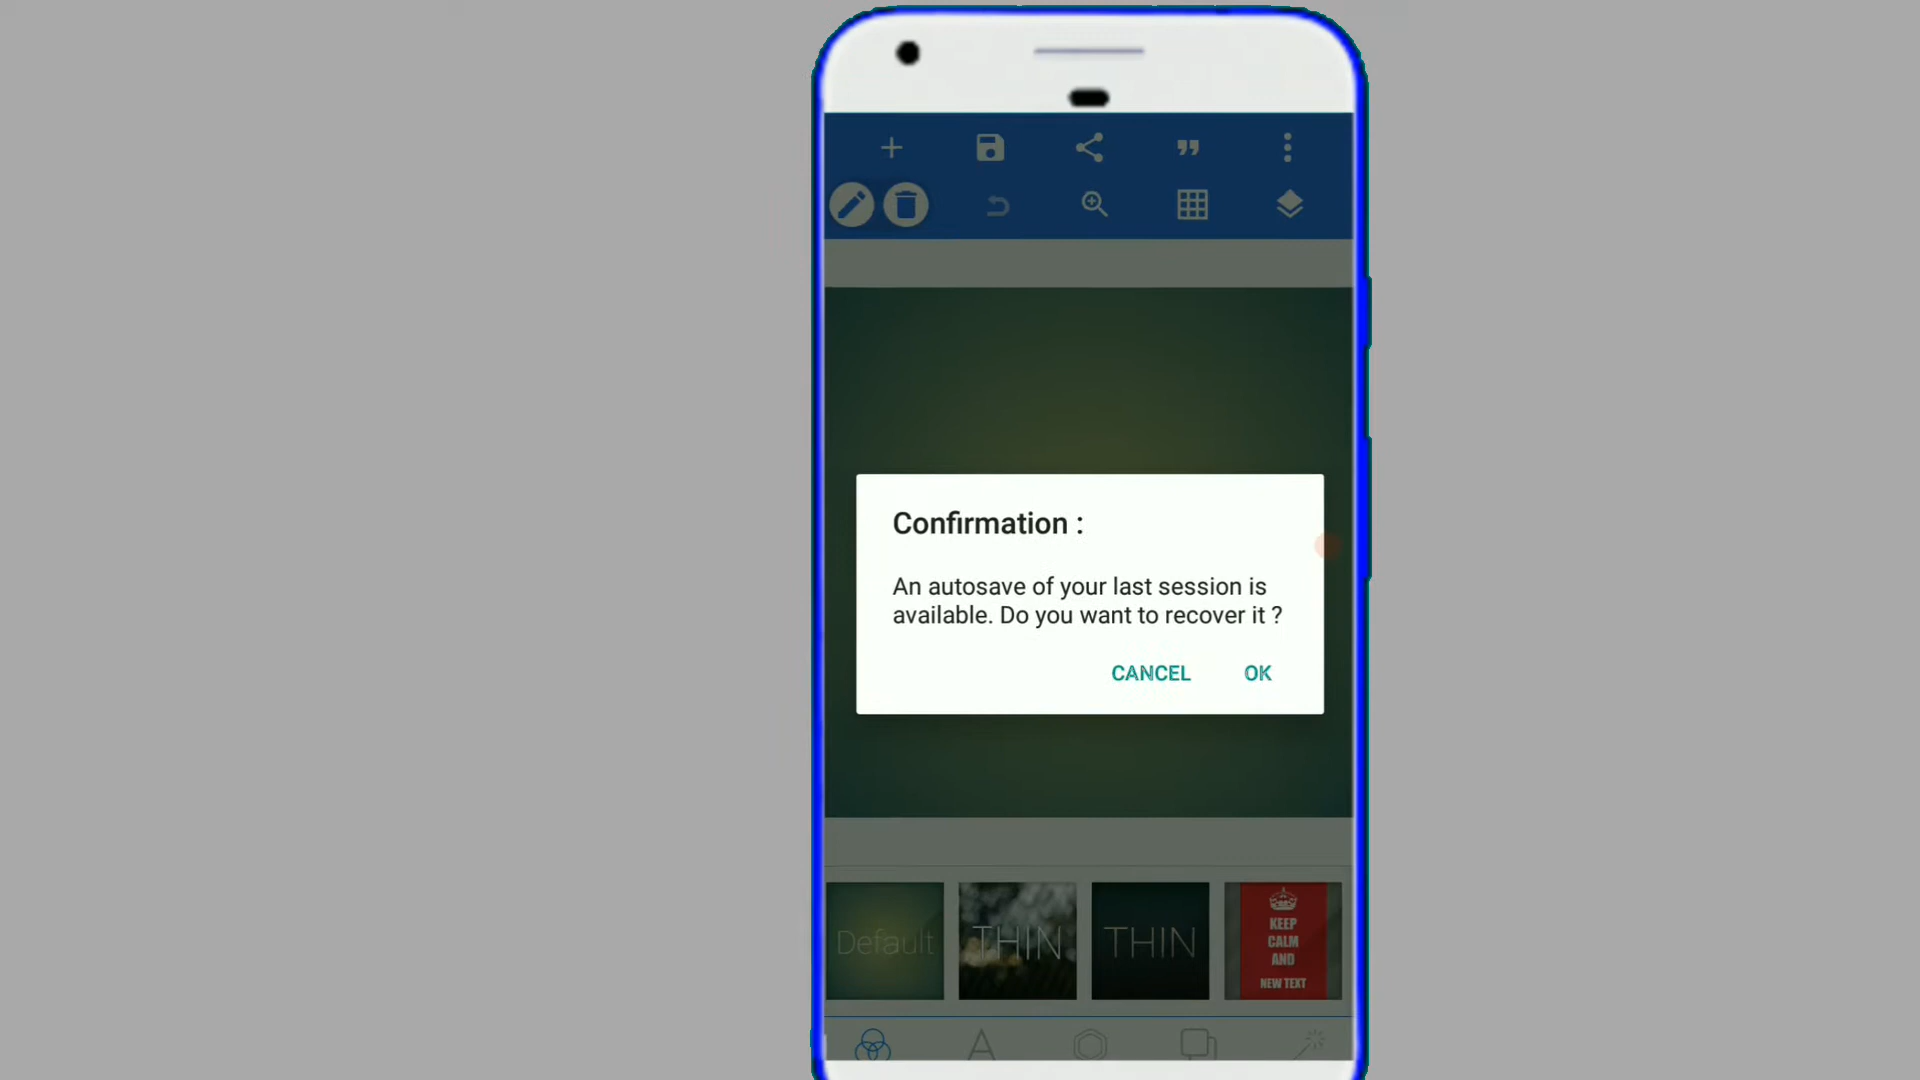 Confirmation :
An autosave of your last session is
available. Do you want to recover it ?
CANCEL OK
Default
THIN
THIN
KEEP
CALM
AND
NEW TEXT